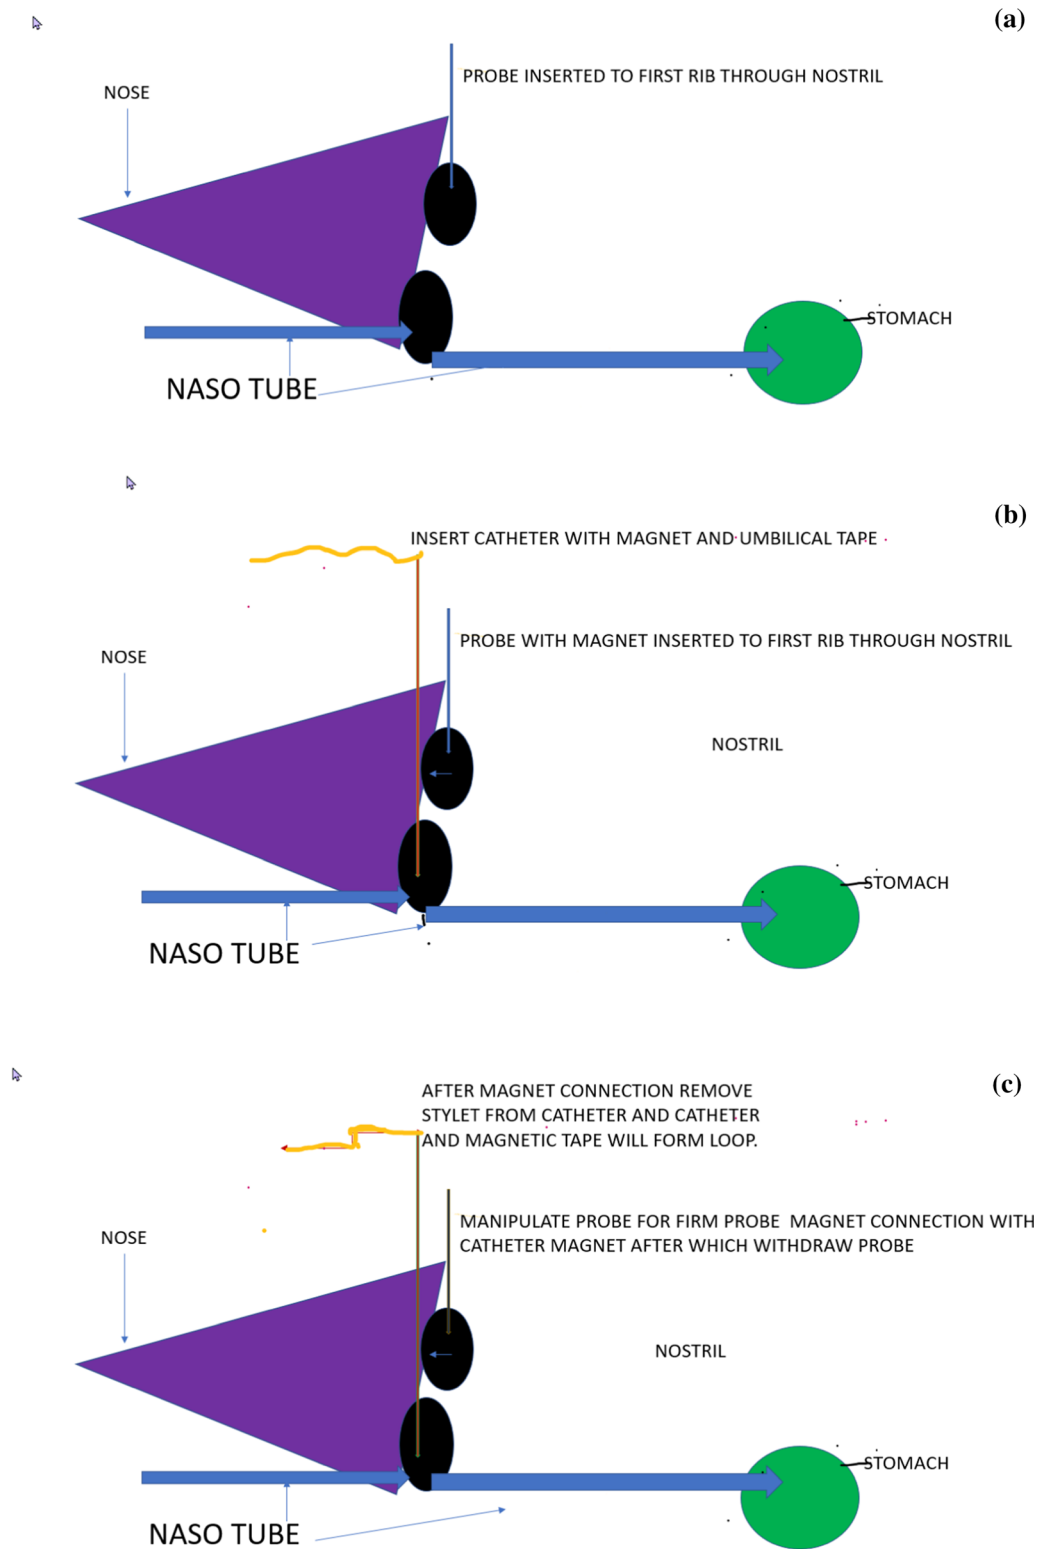 (a)
PROBE INSERTED TO FIRST RIB THROUGH NOSTRIL
NOSE
STOMACH
NASO TUBE
(b)
INSERT CATHETER WITH MAGNET AND UMBILICAL TAPE
PROBE WITH MAGNET INSERTED TO FIRST RIB THROUGH NOSTRIL
NOSE
NOSTRIL
STOMACH
NASO TUBE
(c)
AFTER MAGNET CONNECTION REMOVE
STYLET FROM CATHETER AND CATHETER
AND MAGNETIC TAPE WILL FORM LOOP.
MANIPULATE PROBE FOR FIRM PROBE MAGNET CONNECTION WITH
CATHETER MAGNET AFTER WHICH WITHDRAW PROBE
NOSE
NOSTRIL
STOMACH
NASO TUBE